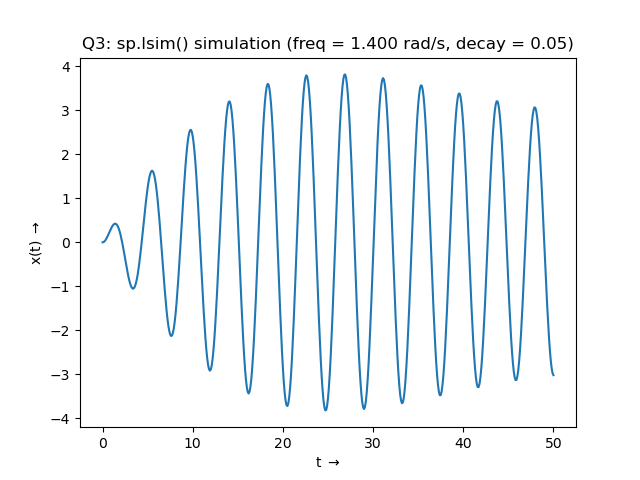 Q3: sp.lsim() simulation (freq = 1.400 rad/s, decay = 0.05)
4
3
2
1
0
−1
−2
−3
−4
x(t) →
0 10 20 30 40 50
t →